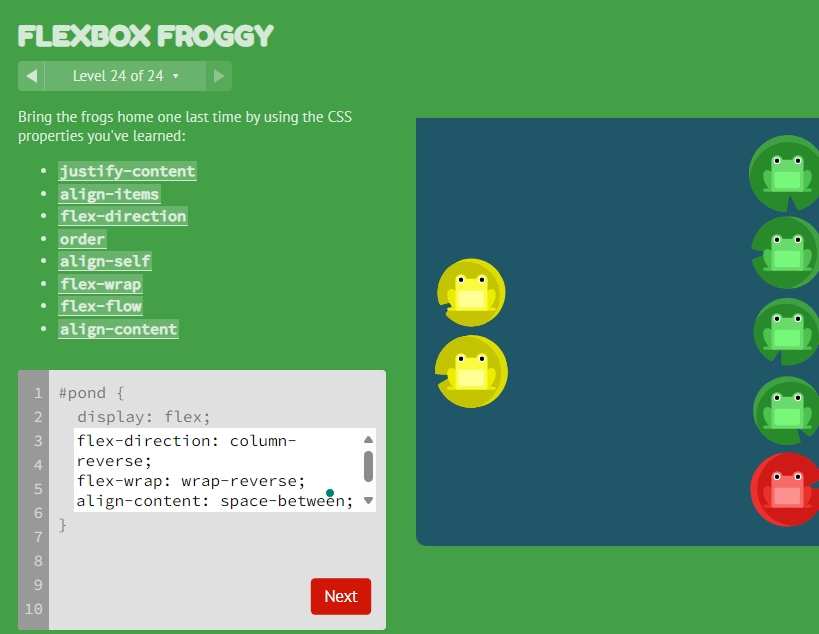 FLEXBOX FROGGY
◀ Level 24 of 24 ▼ ▶
Bring the frogs home one last time by using the CSS
properties you've learned:
• justify-content
• align-items
• flex-direction
• order
• align-self
• flex-wrap
• flex-flow
• align-content
1 #pond {
2 display: flex;
3 flex-direction: column-
4 reverse;
5 flex-wrap: wrap-reverse;
6 align-content: space-between;
7 }
8
9
10
Next